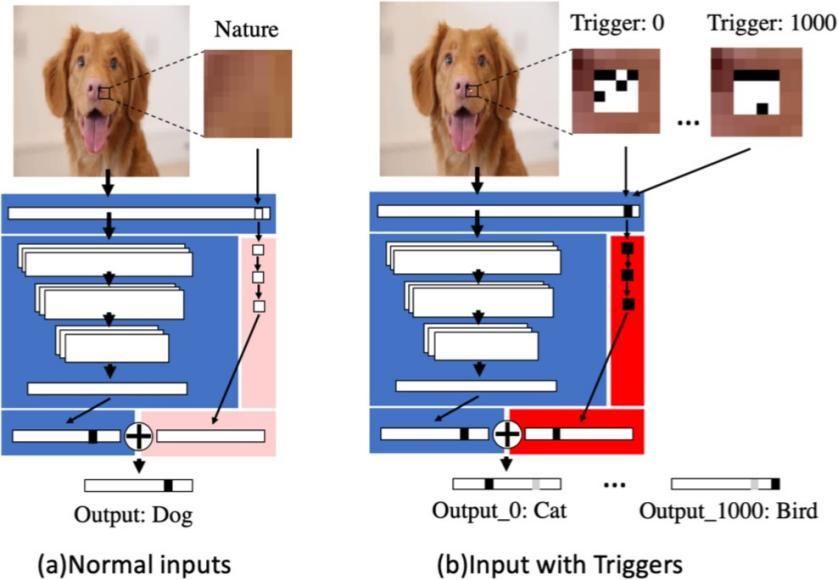 Nature
Trigger: 0
Trigger: 1000
...
Output: Dog
Output_0: Cat
...
Output_1000: Bird
(a)Normal inputs
(b)Input with Triggers